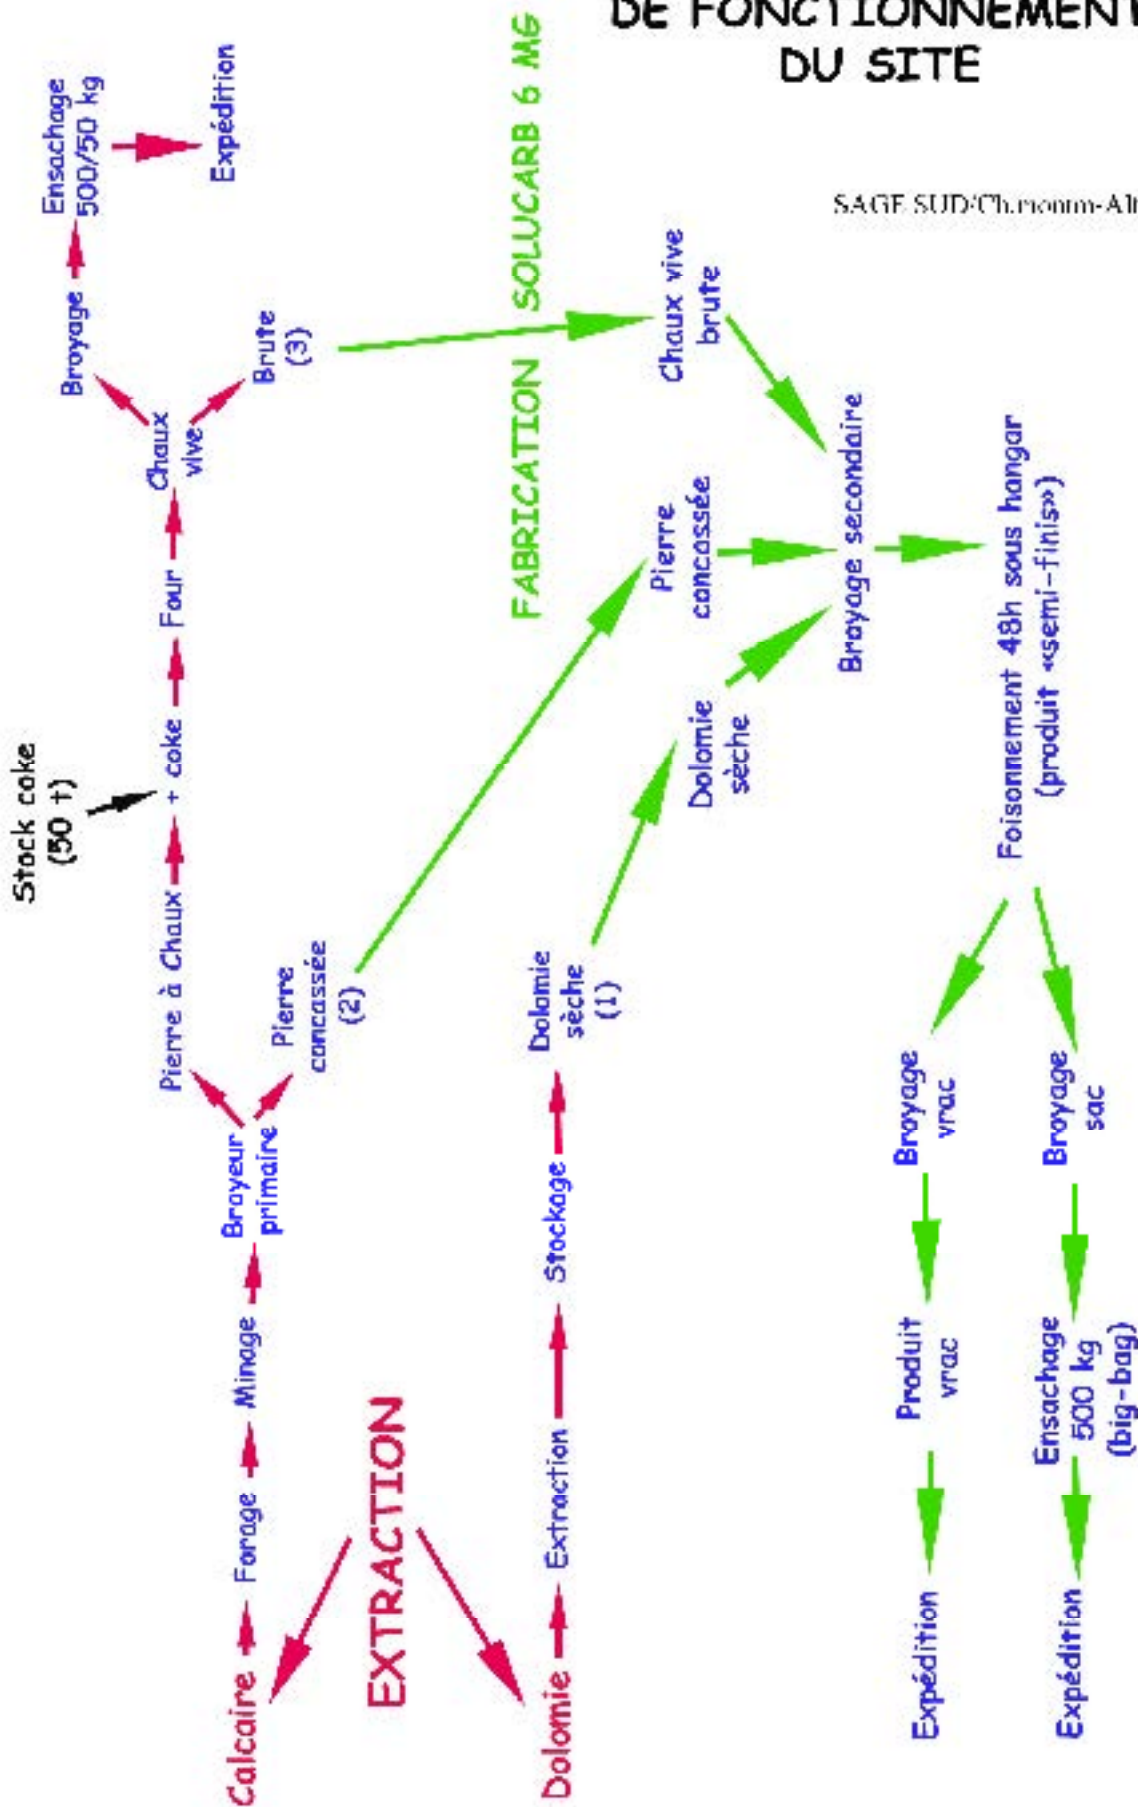 DE FONCTIONNEMENT
DU SITE
Stock coke
(50 t)
Calcaire
Forage
Minage
Broyeur
primaire
Pierre à Chaux
+ coke
Four
Chaux
vive
Broyage
Ensachage
500/50 kg
Expédition
Brute
(3)
Pierre
concassée
(2)
EXTRACTION
Dolomie
Extraction
Stockage
Dolomie
sèche
(1)
FABRICATION SOLUCARB 6 MG
Dolomie
sèche
Pierre
concassée
Chaux vive
brute
Broyage secondaire
Foisonnement 48h sous hangar
(produit «semi-finis»)
Broyage
vrac
Produit
vrac
Expédition
Broyage
sac
Ensachage
500 kg
(big-bag)
Expédition
SAGE SUD